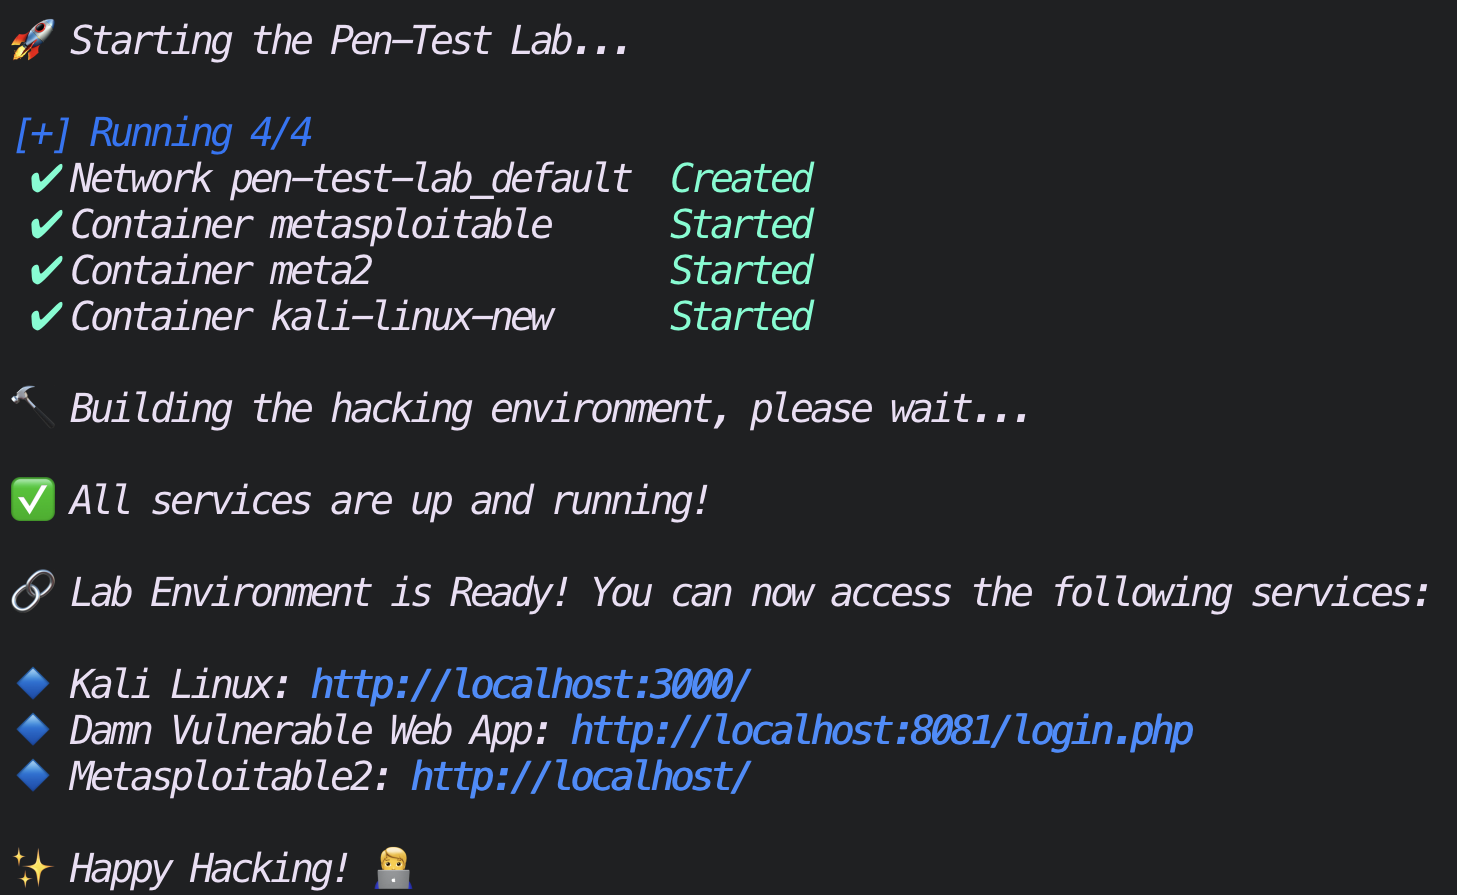 🚀 Starting the Pen-Test Lab...
[+] Running 4/4
✔ Network pen-test-lab_default Created
✔ Container metasploitable Started
✔ Container meta2 Started
✔ Container kali-linux-new Started
🔨 Building the hacking environment, please wait...
✅ All services are up and running!
🔗 Lab Environment is Ready! You can now access the following services:
🔹 Kali Linux: http://localhost:3000/
🔹 Damn Vulnerable Web App: http://localhost:8081/login.php
🔹 Metasploitable2: http://localhost/
✨ Happy Hacking! 👨‍💻